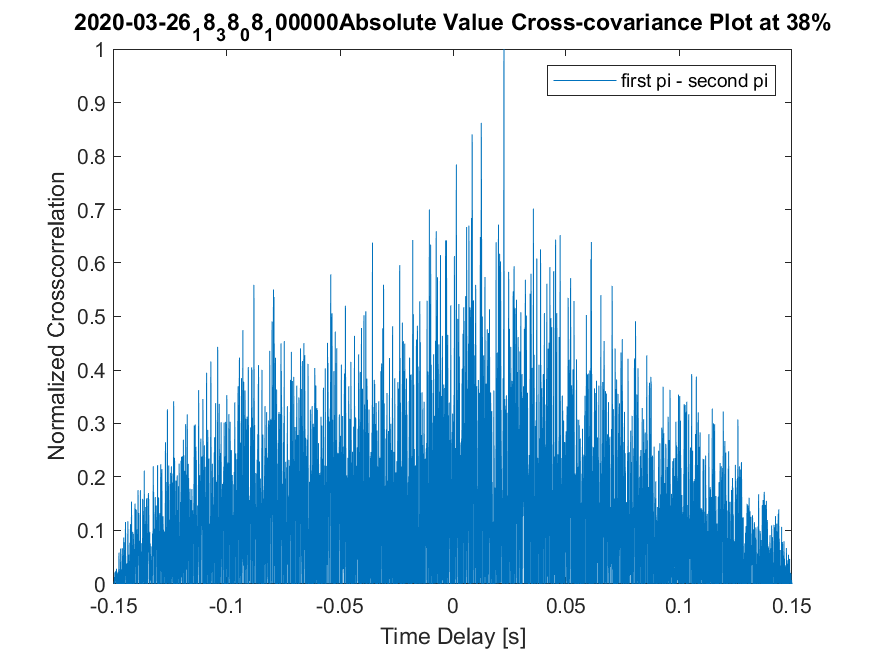 2020-03-26₁8₃8₀8₁00000Absolute Value Cross-covariance Plot at 38%
first pi - second pi
Normalized Crosscorrelation
1
0.9
0.8
0.7
0.6
0.5
0.4
0.3
0.2
0.1
0
-0.15 -0.1 -0.05 0 0.05 0.1 0.15
Time Delay [s]